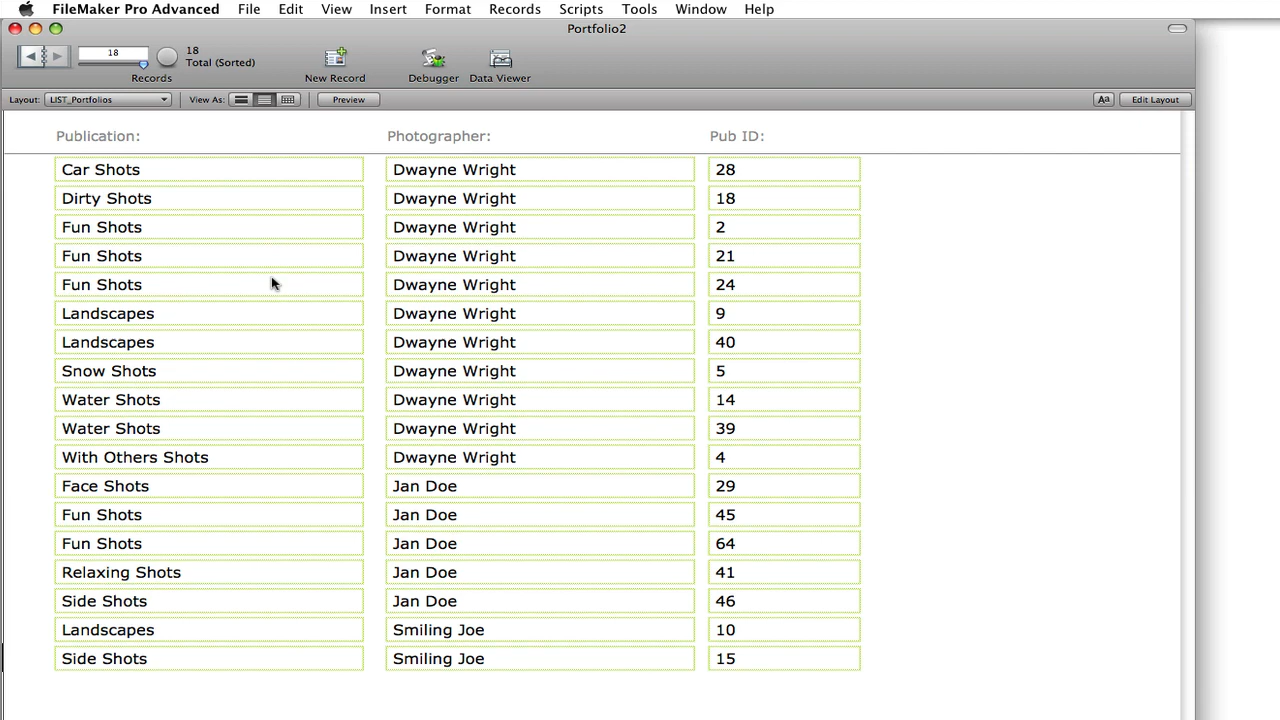 FileMaker Pro Advanced File Edit View Insert Format Records Scripts Tools Window Help
Portfolio2
18 18 Total (Sorted)
Records New Record Debugger Data Viewer
Layout: LIST_Portfolios View As: Preview Aa Edit Layout
Publication: Photographer: Pub ID:
Car Shots Dwayne Wright 28
Dirty Shots Dwayne Wright 18
Fun Shots Dwayne Wright 2
Fun Shots Dwayne Wright 21
Fun Shots Dwayne Wright 24
Landscapes Dwayne Wright 9
Landscapes Dwayne Wright 40
Snow Shots Dwayne Wright 5
Water Shots Dwayne Wright 14
Water Shots Dwayne Wright 39
With Others Shots Dwayne Wright 4
Face Shots Jan Doe 29
Fun Shots Jan Doe 45
Fun Shots Jan Doe 64
Relaxing Shots Jan Doe 41
Side Shots Jan Doe 46
Landscapes Smiling Joe 10
Side Shots Smiling Joe 15